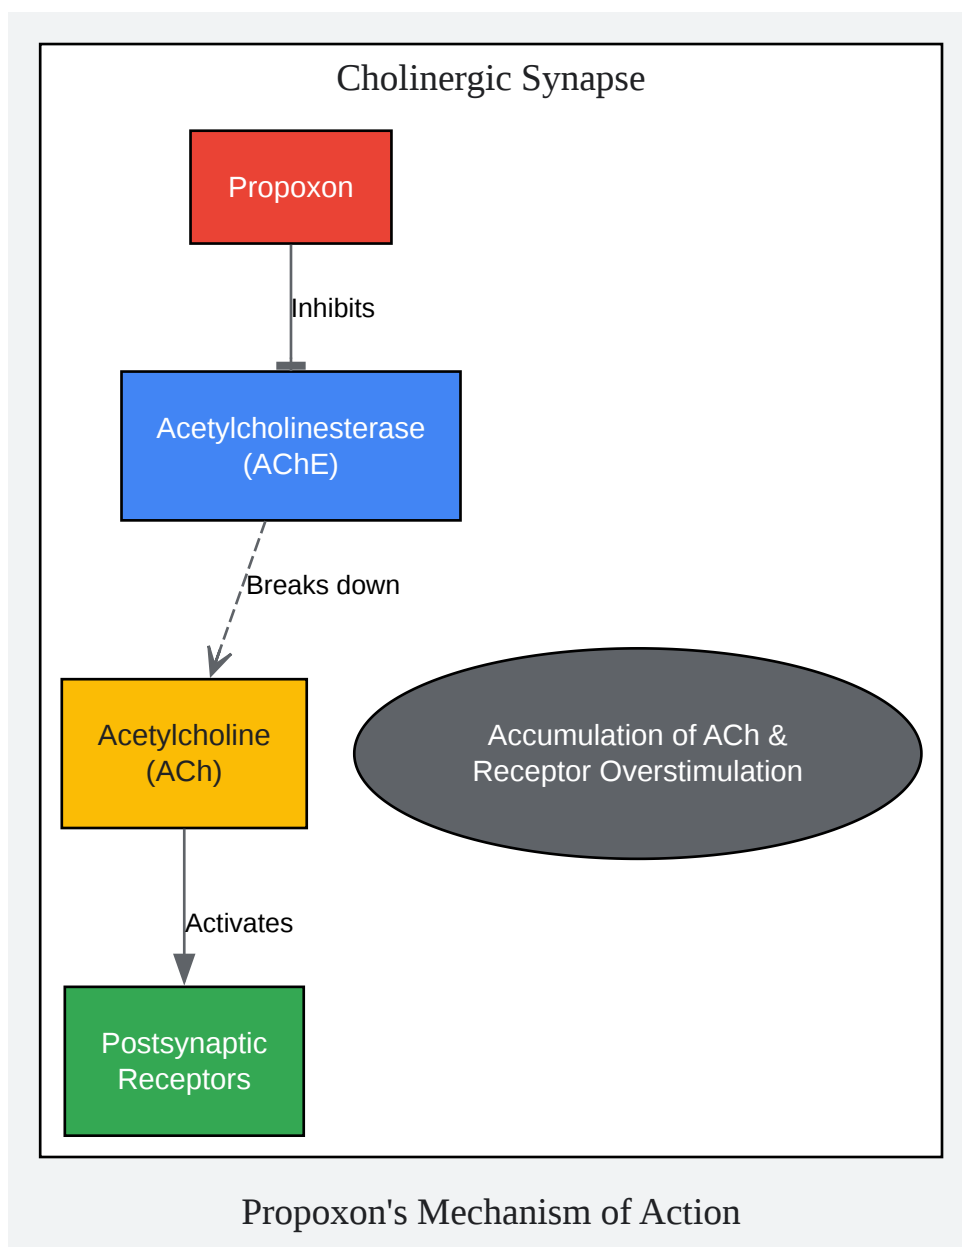 Cholinergic Synapse
Propoxon
Inhibits
Acetylcholinesterase
(AChE)
Breaks down
Acetylcholine
(ACh)
Accumulation of ACh &
Receptor Overstimulation
Activates
Postsynaptic
Receptors
Propoxon's Mechanism of Action